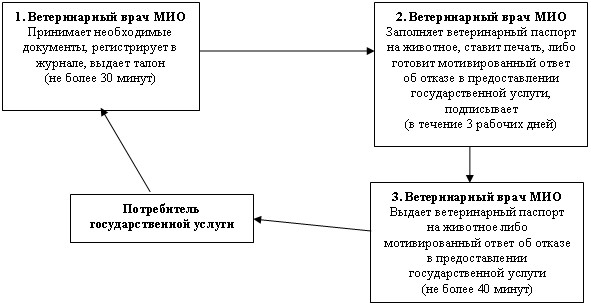 1. Ветеринарный врач МИО
Принимает необходимые
документы, регистрирует в
журнале, выдает талон
(не более 30 минут)
2. Ветеринарный врач МИО
Заполняет ветеринарный паспорт
на животное, ставит печать, либо
готовит мотивированный ответ
об отказе в предоставлении
государственной услуги,
подписывает
(в течение 3 рабочих дней)
3. Ветеринарный врач МИО
Выдает ветеринарный паспорт
на животное либо
мотивированный ответ об отказе
в предоставлении
государственной услуги
(не более 40 минут)
Потребитель
государственной услуги